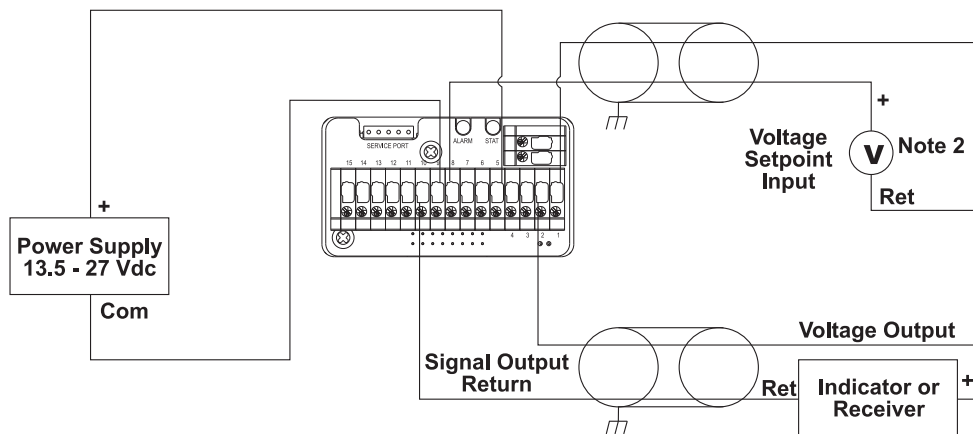 SERVICE PORT
ALARM
STAT
15 14 13 12 11 10 9 8 7 6 5
4 3 2 1
+
Power Supply
13.5 - 27 Vdc
Com
+
Voltage
Setpoint
Input
V
Note 2
Ret
Voltage Output
Signal Output
Return
Ret
Indicator or
Receiver
+